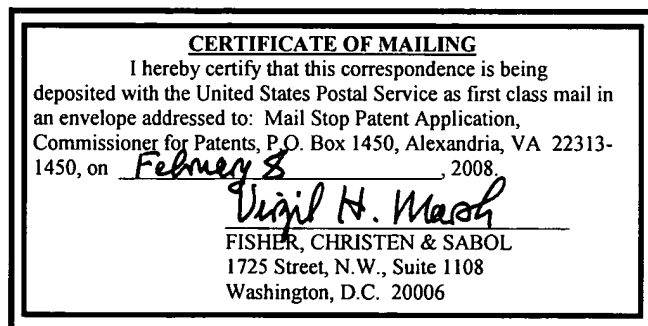 CERTIFICATE OF MAILING
I hereby certify that this correspondence is being
deposited with the United States Postal Service as first class mail in
an envelope addressed to: Mail Stop Patent Application,
Commissioner for Patents, P.O. Box 1450, Alexandria, VA 22313-
1450, on February 8, 2008.
Virgil H. Marsh
FISHER, CHRISTEN & SABOL
1725 Street, N.W., Suite 1108
Washington, D.C. 20006